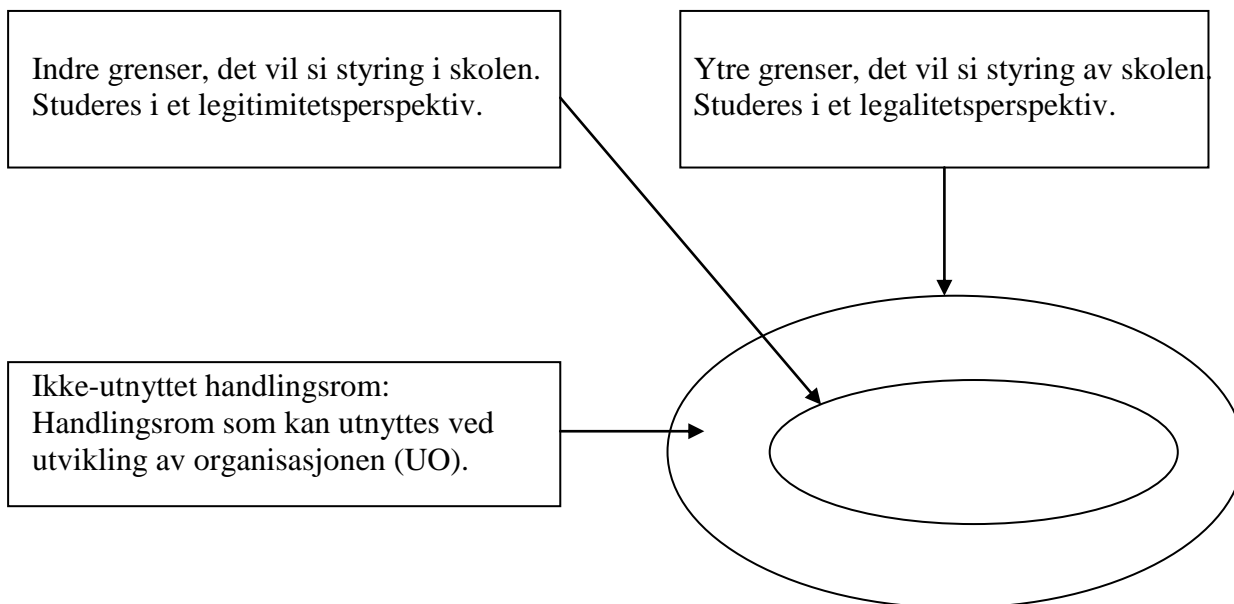 Indre grenser, det vil si styring i skolen.
Studeres i et legitimitetsperspektiv.
Ytre grenser, det vil si styring av skolen.
Studeres i et legalitetsperspektiv.
Ikke-utnyttet handlingsrom:
Handlingsrom som kan utnyttes ved
utvikling av organisasjonen (UO).